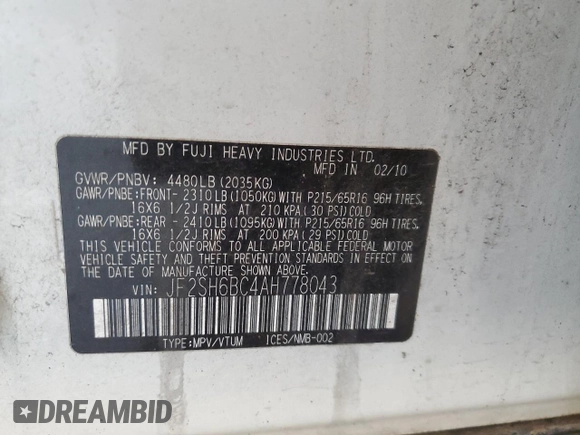 MFD BY FUJI HEAVY INDUSTRIES LTD.
MFD IN 02/10
GVWR/PNBV: 4480LB(2035KG)
GAWR/PNBE:FRONT-2310LB(1050KG)WITH P215/65R16 96H TIRES.
16X6 1/2J RIMS AT 210 KPA(30 PSI)COLD
GAWR/PNBE:REAR -2410LB(1095KG)WITH P215/65R16 96H TIRES.
16X6 1/2J RIMS AT 200 KPA(29 PSI)COLD
THIS VEHICLE CONFORMS TO ALL APPLICABLE FEDERAL MOTOR
VEHICLE SAFETY, BUMPER, AND THEFT PREVENTION STANDARDS
IN EFFECT ON THE DATE OF MANUFACTURE SHOWN ABOVE.
VIN: JF2SH6BC4AH778043
TYPE:MPV/VTUM ICES/NMB-002
DREAMBID